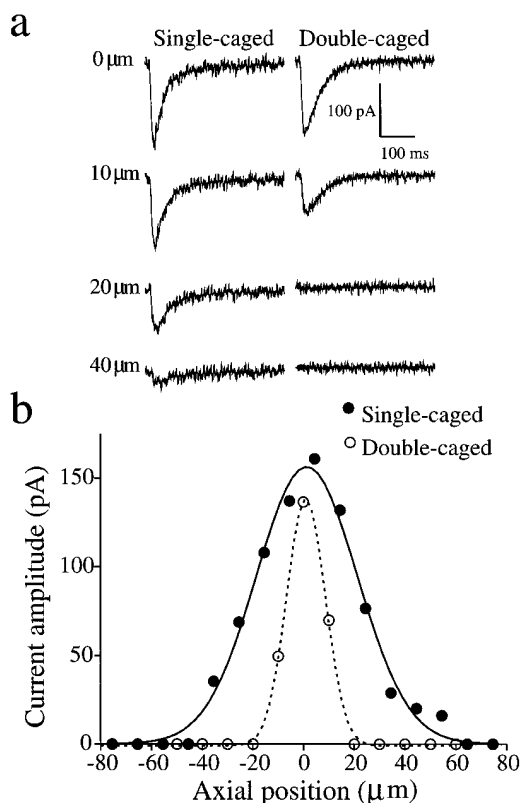 a
Single-caged Double-caged
0 μm
100 pA
100 ms
10 μm
20 μm
40 μm
b
Single-caged
Double-caged
Current amplitude (pA)
150
100
50
0
-80 -60 -40 -20 0 20 40 60 80
Axial position (μm)